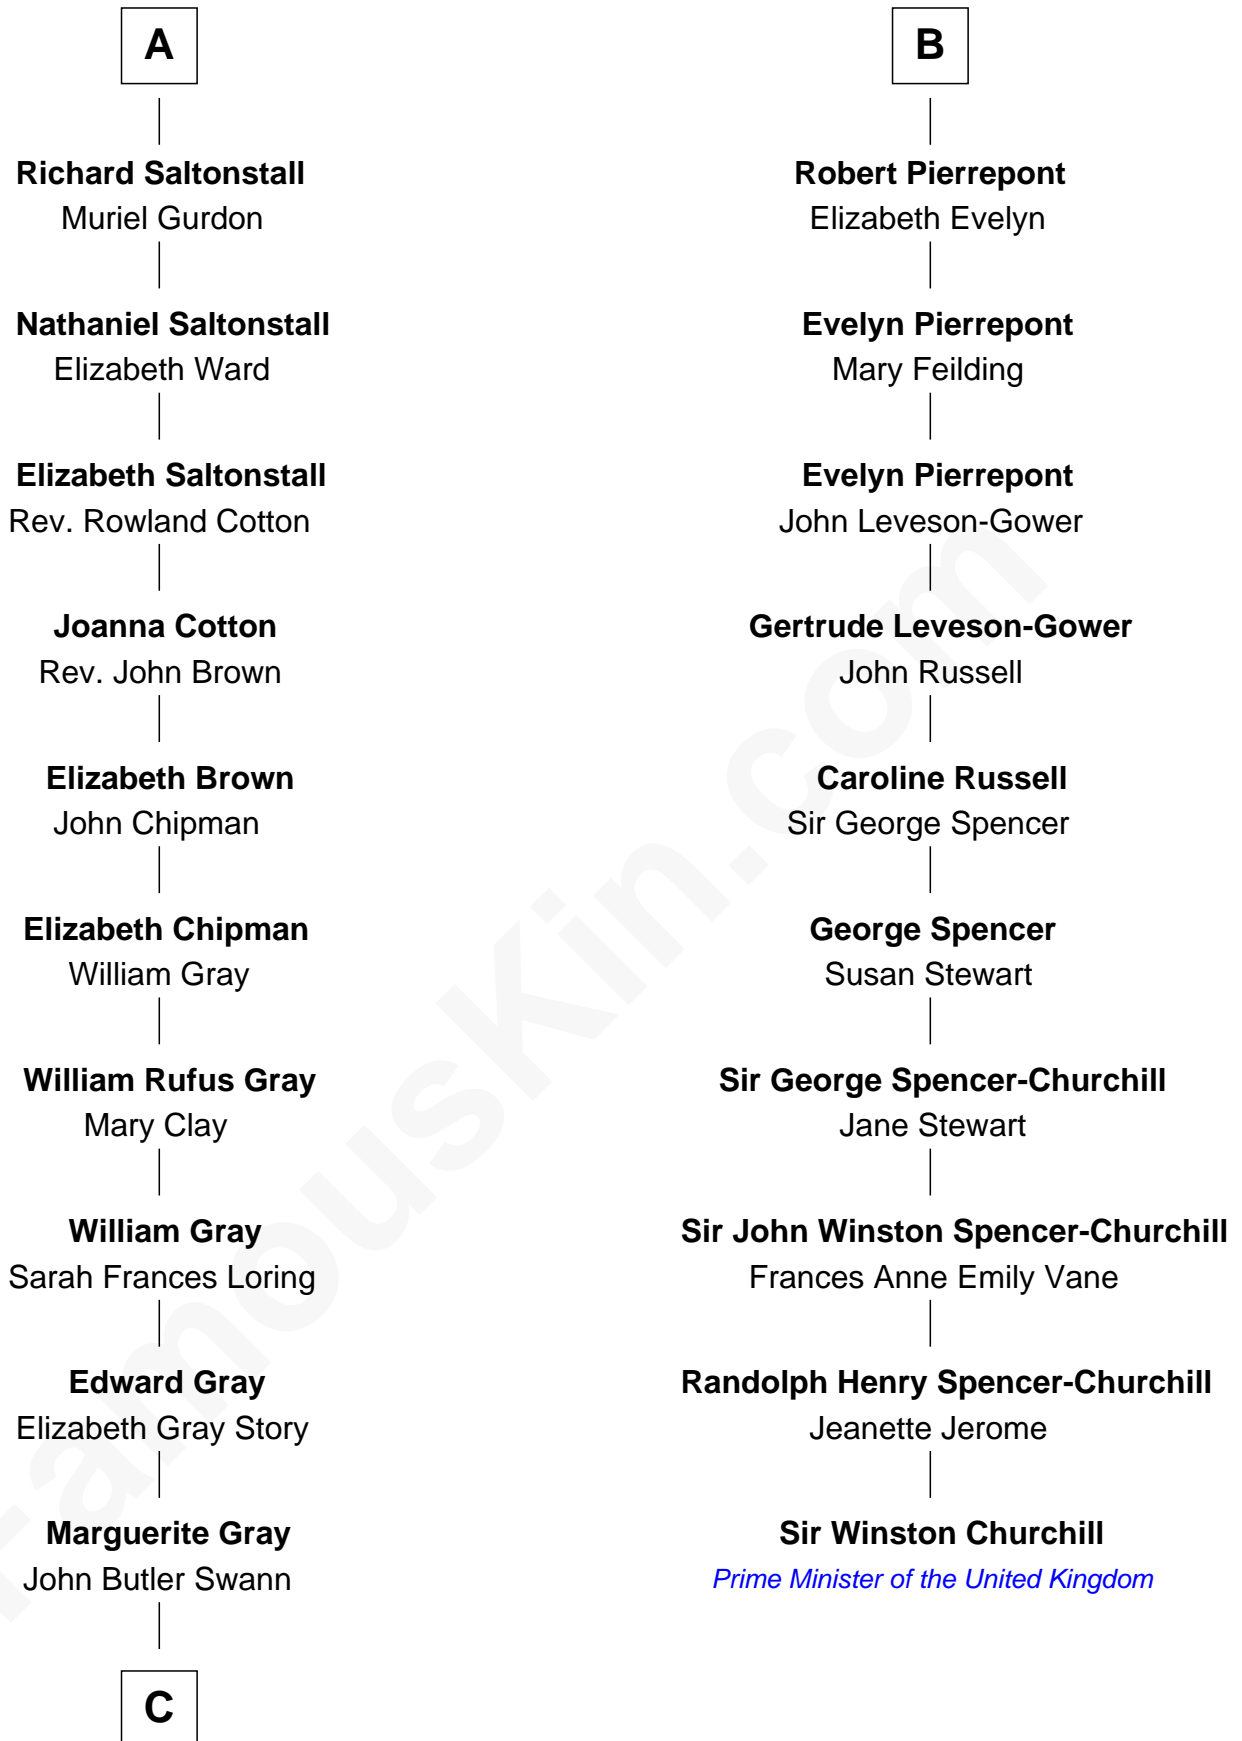 A
Richard Saltonstall
Muriel Gurdon
Nathaniel Saltonstall
Elizabeth Ward
Elizabeth Saltonstall
Rev. Rowland Cotton
Joanna Cotton
Rev. John Brown
Elizabeth Brown
John Chipman
Elizabeth Chipman
William Gray
William Rufus Gray
Mary Clay
William Gray
Sarah Frances Loring
Edward Gray
Elizabeth Gray Story
Marguerite Gray
John Butler Swann
C
B
Robert Pierrepont
Elizabeth Evelyn
Evelyn Pierrepont
Mary Feilding
Evelyn Pierrepont
John Leveson-Gower
Gertrude Leveson-Gower
John Russell
Caroline Russell
Sir George Spencer
George Spencer
Susan Stewart
Sir George Spencer-Churchill
Jane Stewart
Sir John Winston Spencer-Churchill
Frances Anne Emily Vane
Randolph Henry Spencer-Churchill
Jeanette Jerome
Sir Winston Churchill
Prime Minister of the United Kingdom
FamousKin.com